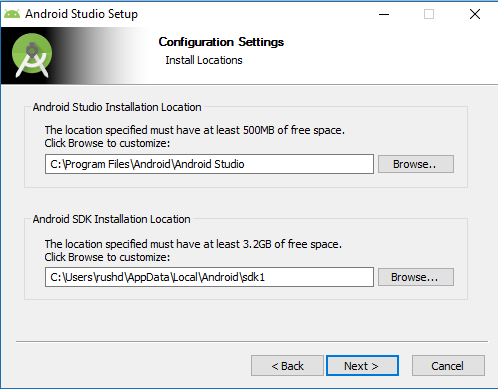 Android Studio Setup
Configuration Settings
Install Locations
Android Studio Installation Location
The location specified must have at least 500MB of free space.
Click Browse to customize:
C:\Program Files\Android\Android Studio
Browse..
Android SDK Installation Location
The location specified must have at least 3.2GB of free space.
Click Browse to customize:
C:\Users\rushd\AppData\Local\Android\sdk1
Browse...
< Back
Next >
Cancel